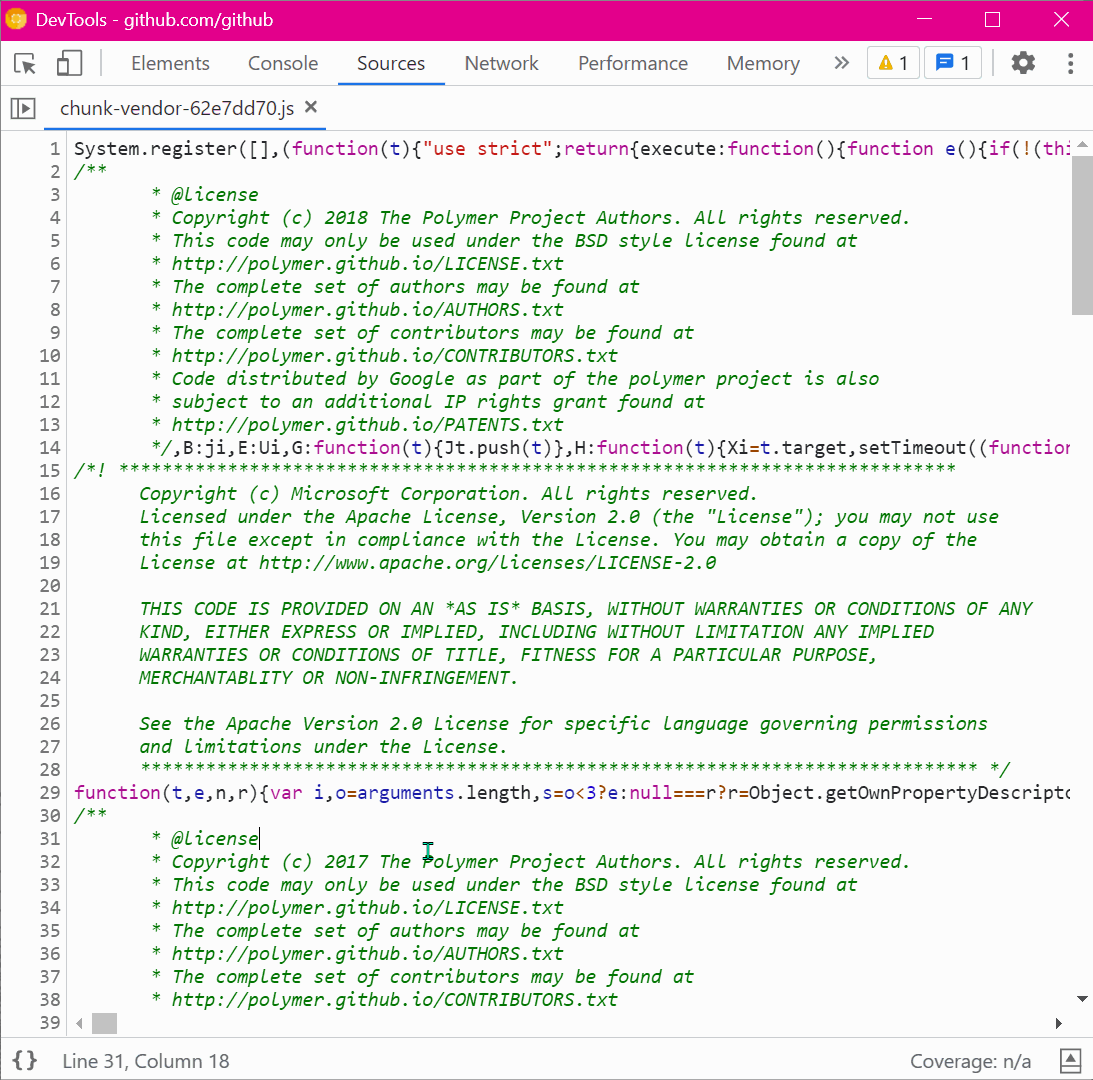 DevTools - github.com/github
Elements Console Sources Network Performance Memory » 1 1
chunk-vendor-62e7dd70.js ×
1 System.register([],(function(t){"use strict";return{execute:function(){function e(){if(!(thi
2 /**
3 * @license
4 * Copyright (c) 2018 The Polymer Project Authors. All rights reserved.
5 * This code may only be used under the BSD style license found at
6 * http://polymer.github.io/LICENSE.txt
7 * The complete set of authors may be found at
8 * http://polymer.github.io/AUTHORS.txt
9 * The complete set of contributors may be found at
10 * http://polymer.github.io/CONTRIBUTORS.txt
11 * Code distributed by Google as part of the polymer project is also
12 * subject to an additional IP rights grant found at
13 * http://polymer.github.io/PATENTS.txt
14 */,B:ji,E:Ui,G:function(t){Jt.push(t)},H:function(t){Xi=t.target,setTimeout((function
15 /*! *****************************************************************************
16 Copyright (c) Microsoft Corporation. All rights reserved.
17 Licensed under the Apache License, Version 2.0 (the "License"); you may not use
18 this file except in compliance with the License. You may obtain a copy of the
19 License at http://www.apache.org/licenses/LICENSE-2.0
20
21 THIS CODE IS PROVIDED ON AN *AS IS* BASIS, WITHOUT WARRANTIES OR CONDITIONS OF ANY
22 KIND, EITHER EXPRESS OR IMPLIED, INCLUDING WITHOUT LIMITATION ANY IMPLIED
23 WARRANTIES OR CONDITIONS OF TITLE, FITNESS FOR A PARTICULAR PURPOSE,
24 MERCHANTABLITY OR NON-INFRINGEMENT.
25
26 See the Apache Version 2.0 License for specific language governing permissions
27 and limitations under the License.
28 ***************************************************************************** */
29 function(t,e,n,r){var i,o=arguments.length,s=o<3?e:null===r?r=Object.getOwnPropertyDescripto
30 /**
31 * @license
32 * Copyright (c) 2017 The Polymer Project Authors. All rights reserved.
33 * This code may only be used under the BSD style license found at
34 * http://polymer.github.io/LICENSE.txt
35 * The complete set of authors may be found at
36 * http://polymer.github.io/AUTHORS.txt
37 * The complete set of contributors may be found at
38 * http://polymer.github.io/CONTRIBUTORS.txt
39
{} Line 31, Column 18 Coverage: n/a